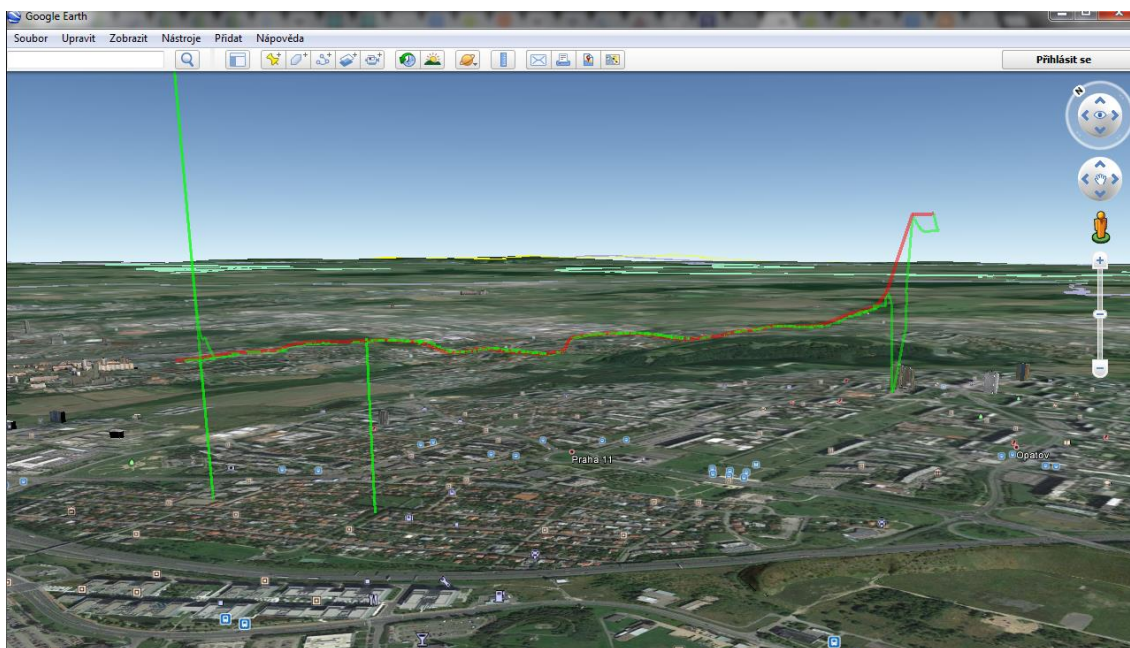 Google Earth
Soubor Upravit Zobrazit Nástroje Přidat Nápověda
Přihlásit se
N
Praha 11
Opatov